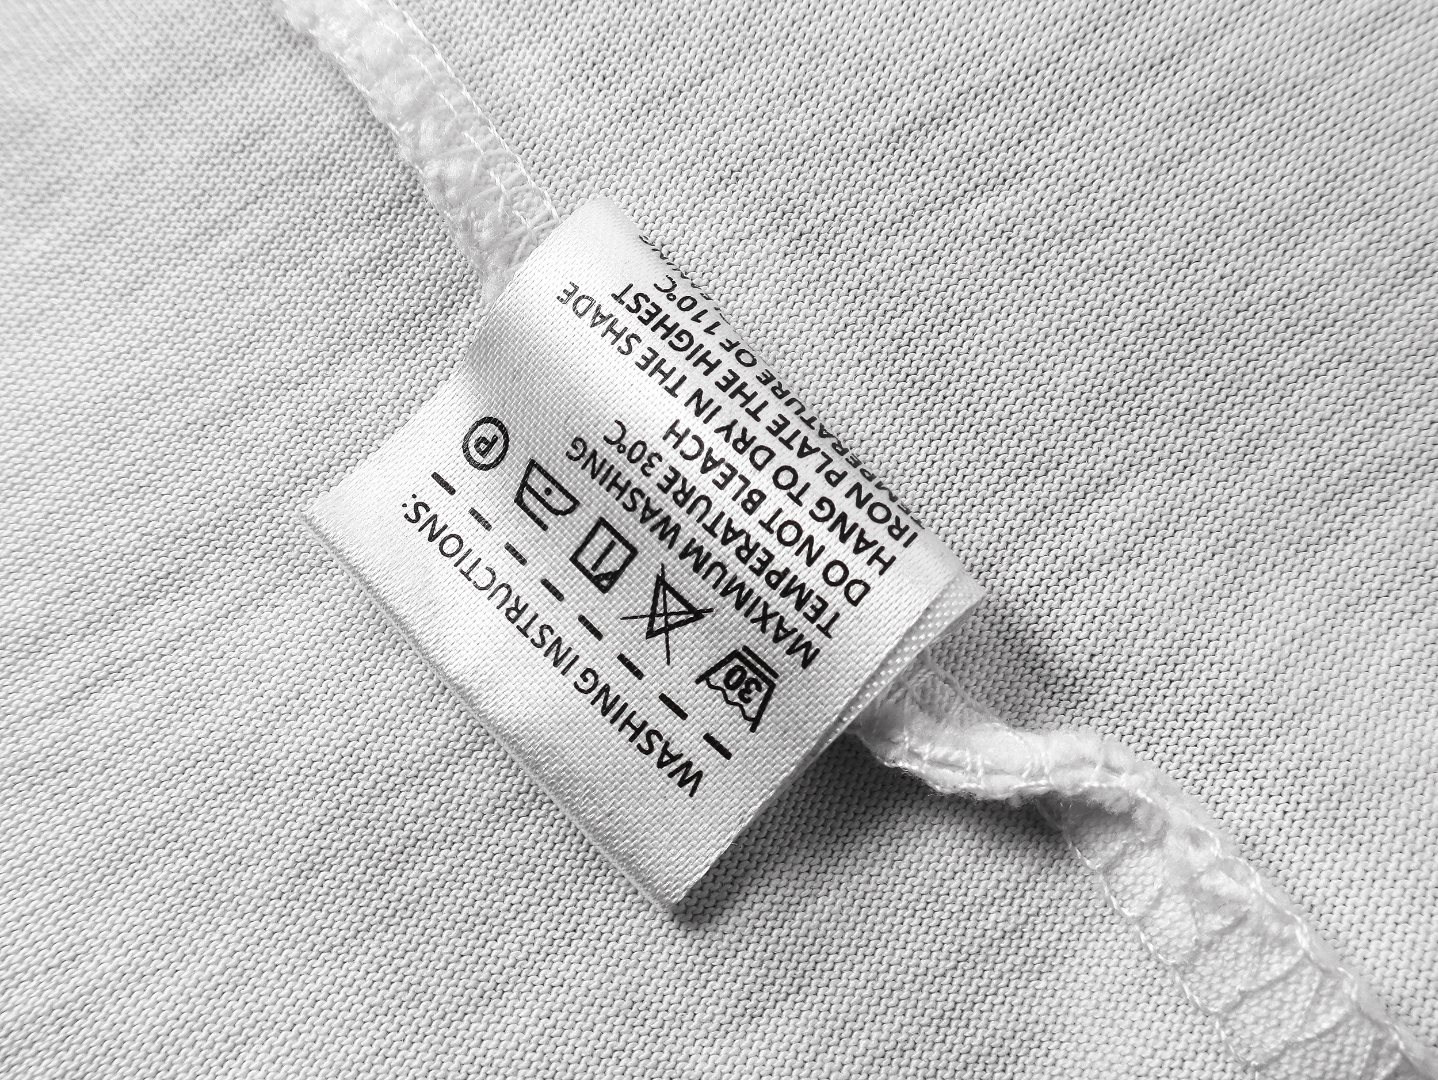 WASHING INSTRUCTIONS:
30 P
MAXIMUM WASHING
TEMPERATURE 30°C
DO NOT BLEACH
HANG TO DRY IN THE SHADE
IRON PLATE THE HIGHEST
TEMPERATURE OF 110°C